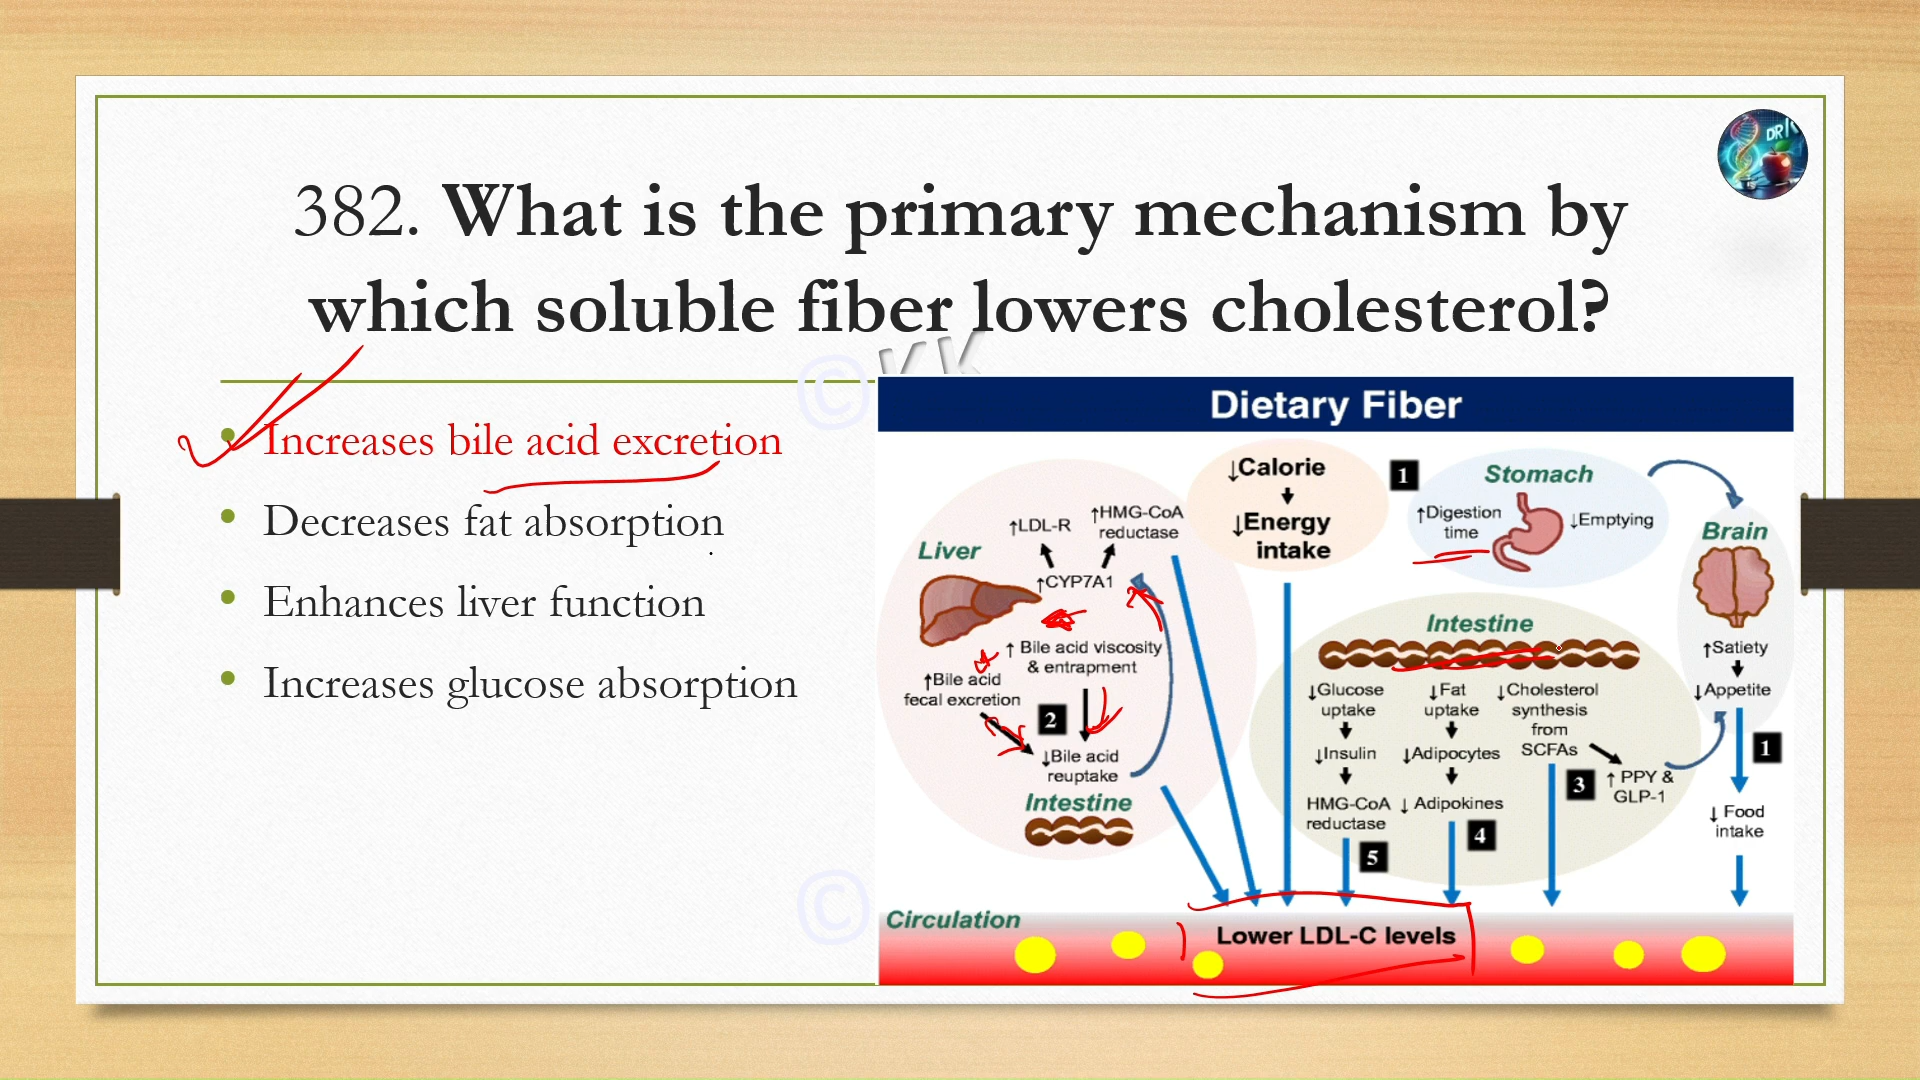 DR K
382. What is the primary mechanism by
which soluble fiber lowers cholesterol?
©KK
Increases bile acid excretion
Decreases fat absorption
Enhances liver function
Increases glucose absorption
©
Dietary Fiber
↓Calorie
↓Energy
intake
1
Stomach
↑Digestion
time
↓Emptying
Brain
↑Satiety
↓Appetite
1
↓ Food
intake
Liver
↑LDL-R
↑HMG-CoA
reductase
↑CYP7A1
↑ Bile acid viscosity
& entrapment
↑Bile acid
fecal excretion
2
↓Bile acid
reuptake
Intestine
Intestine
↓Glucose
uptake
↓Insulin
HMG-CoA
reductase
5
↓Fat
uptake
↓Adipocytes
↓ Adipokines
4
↓Cholesterol
synthesis
from
SCFAs
3
↑ PPY &
GLP-1
Circulation
Lower LDL-C levels